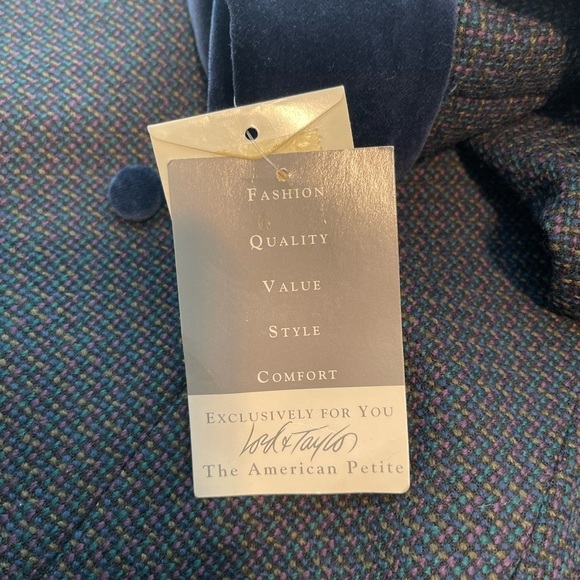 FASHION
QUALITY
VALUE
STYLE
COMFORT
EXCLUSIVELY FOR YOU
Lord & Taylor
The American Petite